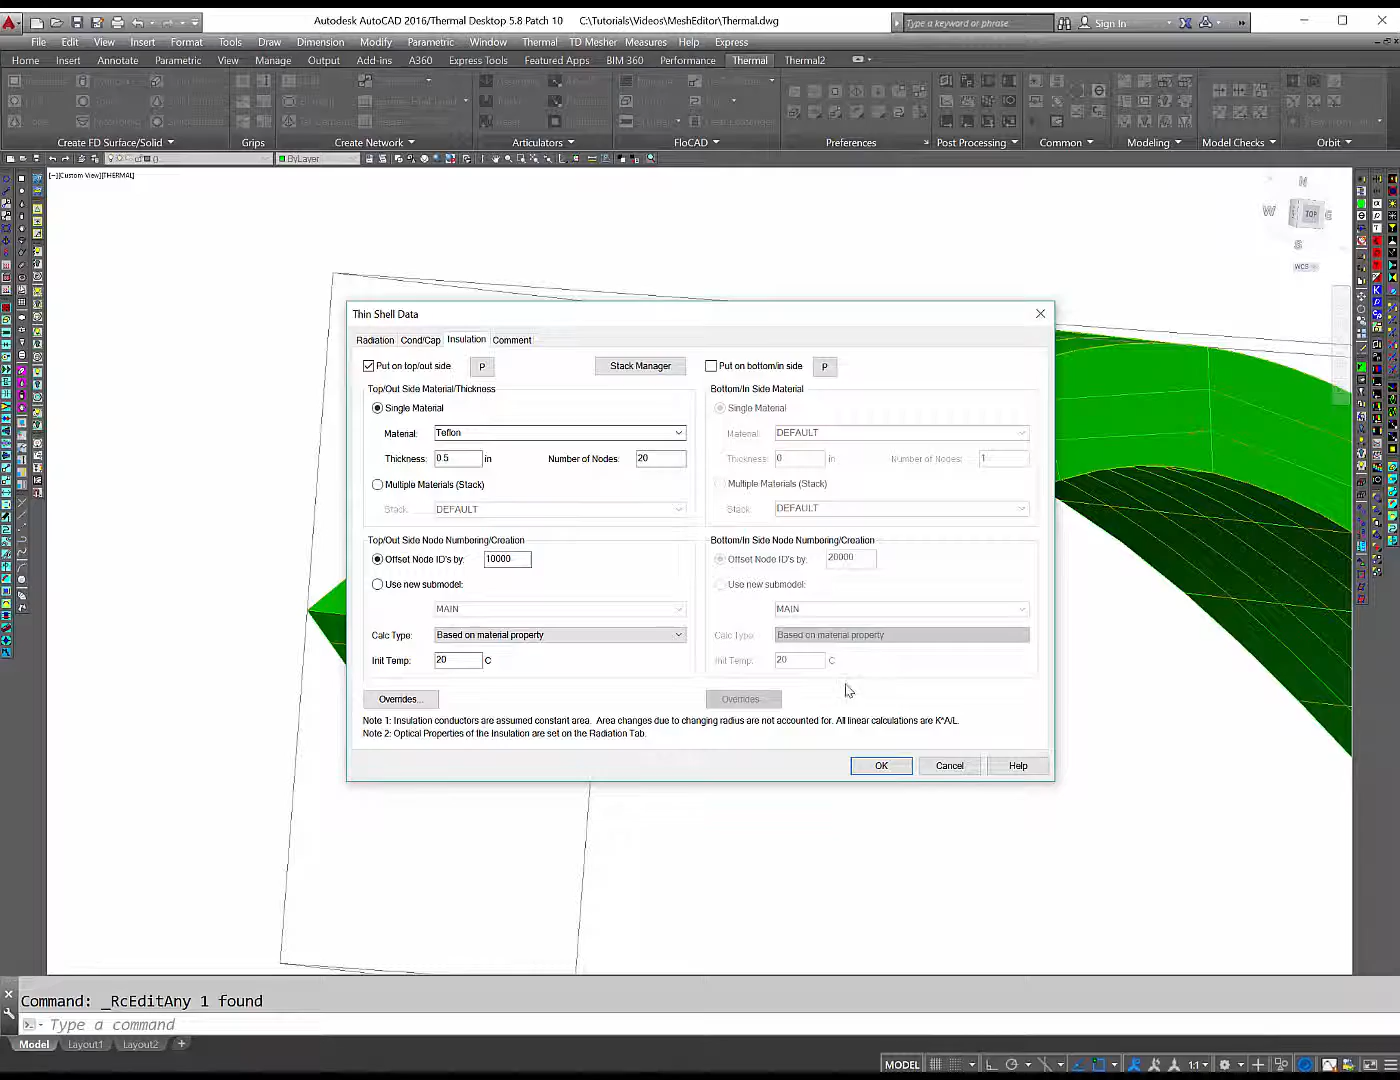 Autodesk AutoCAD 2016/Thermal Desktop 5.8 Patch 10 C:\Tutorials\Videos\MeshEditor\Thermal.dwg
Type a keyword or phrase
Sign In
File Edit View Insert Format Tools Draw Dimension Modify Parametric Window Thermal TD Mesher Measures Help Express
Home Insert Annotate Parametric View Manage Output Add-ins A360 Express Tools Featured Apps BIM 360 Performance Thermal Thermal2
Create FD Surface/Solid Grips Create Network Articulators FloCAD Preferences Post Processing Common Modeling Model Checks Orbit
ByLayer
[−][Custom View][THERMAL]
N
W TOP
S
WCS
Thin Shell Data
Radiation Cond/Cap Insulation Comment
Put on top/out side P Stack Manager Put on bottom/in side P
Top/Out Side Material/Thickness Bottom/In Side Material
Single Material Single Material
Material: Teflon Material: DEFAULT
Thickness: 0.5 in Number of Nodes: 20 Thickness: 0 in Number of Nodes: 1
Multiple Materials (Stack) Multiple Materials (Stack)
Stack: DEFAULT Stack: DEFAULT
Top/Out Side Node Numboring/Creation Bottom/In Side Node Numboring/Creation
Offset Node ID's by: 10000 Offset Node ID's by: 20000
Use new submodel: Use new submodel:
MAIN MAIN
Calc Type: Based on material property Calc Type: Based on material property
Init Temp: 20 C Init Temp: 20 C
Overrides... Overrides...
Note 1: Insulation conductors are assumed constant area. Area changes due to changing radius are not accounted for. All linear calculations are K*A/L.
Note 2: Optical Properties of the Insulation are set on the Radiation Tab.
OK Cancel Help
Command: _RcEditAny 1 found
Type a command
Model Layout1 Layout2 +
MODEL 1:1